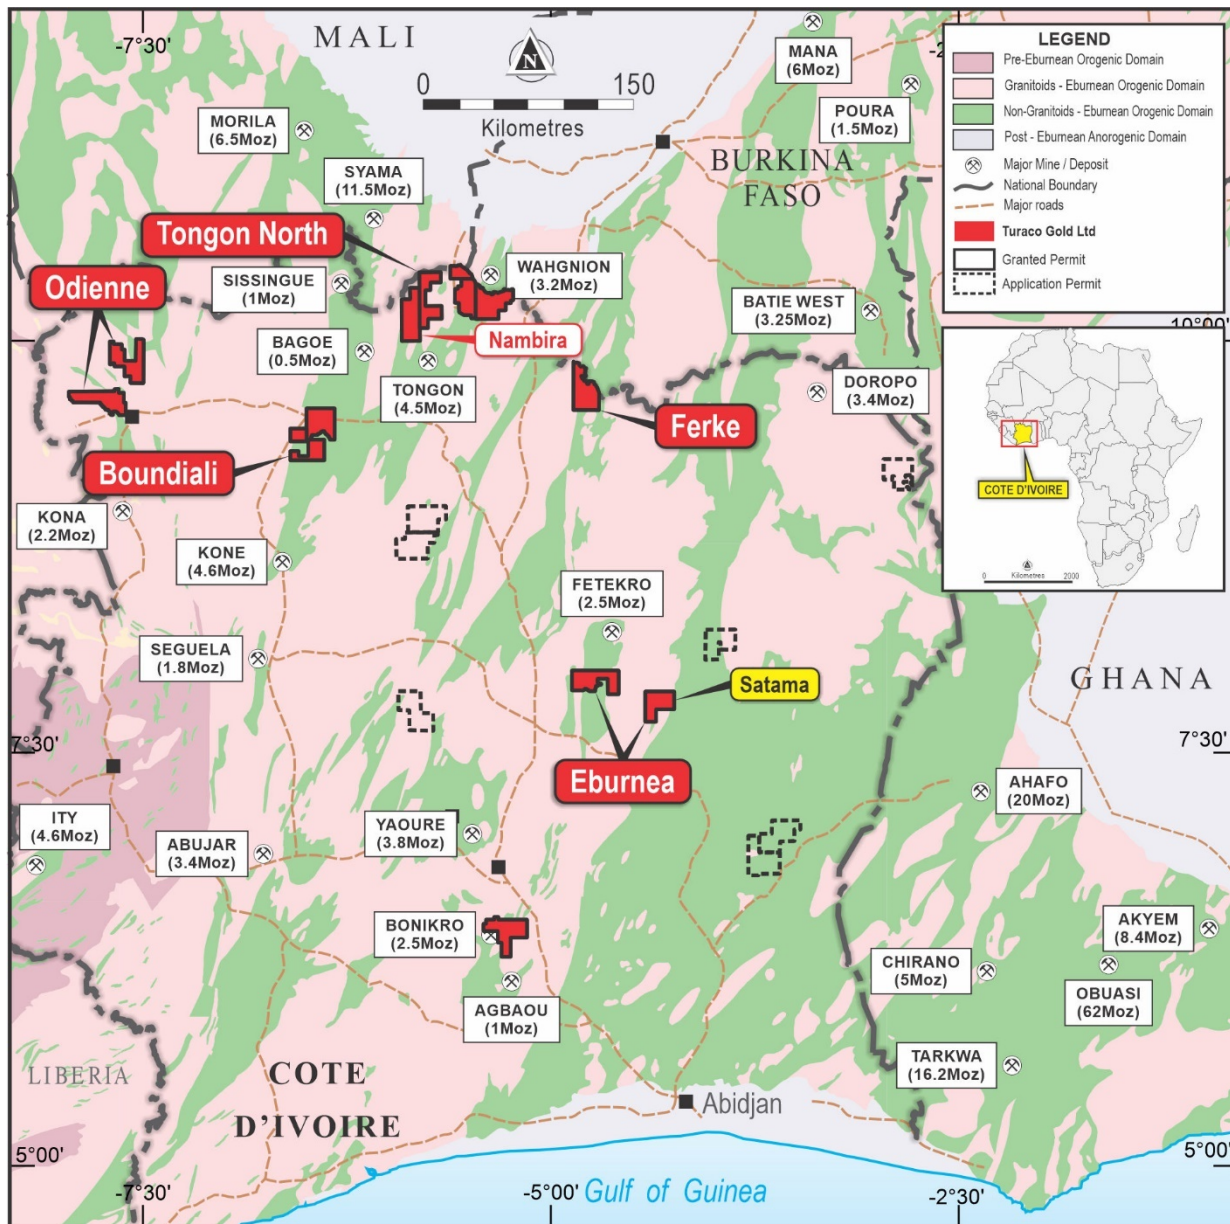 -7°30'
MALI
N
0
150
Kilometres
MANA
(6Moz)
POURA
(1.5Moz)
LEGEND
Pre-Eburnean Orogenic Domain
Granitoids - Eburnean Orogenic Domain
Non-Granitoids - Eburnean Orogenic Domain
Post - Eburnean Anorogenic Domain
Major Mine / Deposit
National Boundary
Major roads
Turaco Gold Ltd
Granted Permit
Application Permit
MORILA
(6.5Moz)
SYAMA
(11.5Moz)
BURKINA
FASO
Tongon North
Odienne
SISSINGUE
(1Moz)
WAHGNION
(3.2Moz)
BATIE WEST
(3.25Moz)
10°00'
Nambira
BAGOE
(0.5Moz)
TONGON
(4.5Moz)
DOROPO
(3.4Moz)
Ferke
Boundiali
COTE D'IVOIRE
N
Kilometres
0
2000
KONA
(2.2Moz)
KONE
(4.6Moz)
FETEKRO
(2.5Moz)
SEGUELA
(1.8Moz)
Satama
GHANA
7°30'
7°30'
Eburnea
ITY
(4.6Moz)
ABUJAR
(3.4Moz)
YAOURE
(3.8Moz)
AHAFO
(20Moz)
BONIKRO
(2.5Moz)
AGBAOU
(1Moz)
CHIRANO
(5Moz)
AKYEM
(8.4Moz)
OBUASI
(62Moz)
TARKWA
(16.2Moz)
LIBERIA
COTE
D'IVOIRE
Abidjan
5°00'
5°00'
-7°30'
-5°00'
Gulf of Guinea
-2°30'